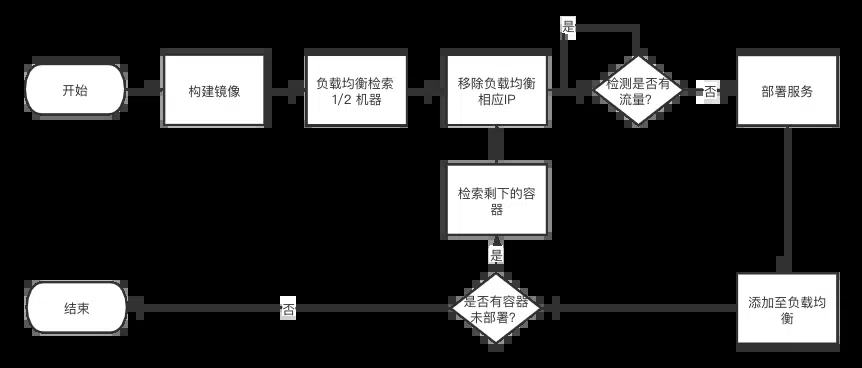 是
开始
构建镜像
负载均衡检索
1/2 机器
移除负载均衡
相应IP
检测是否有
流量?
否
部署服务
检索剩下的容
器
是
结束
否
是否有容器
未部署?
添加至负载均
衡